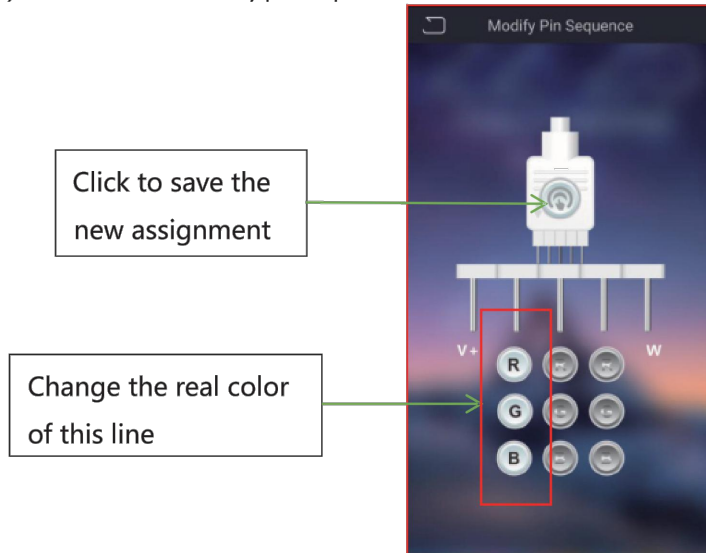 Modify Pin Sequence
Click to save the
new assignment
V+
W
R
G
B
Change the real color
of this line